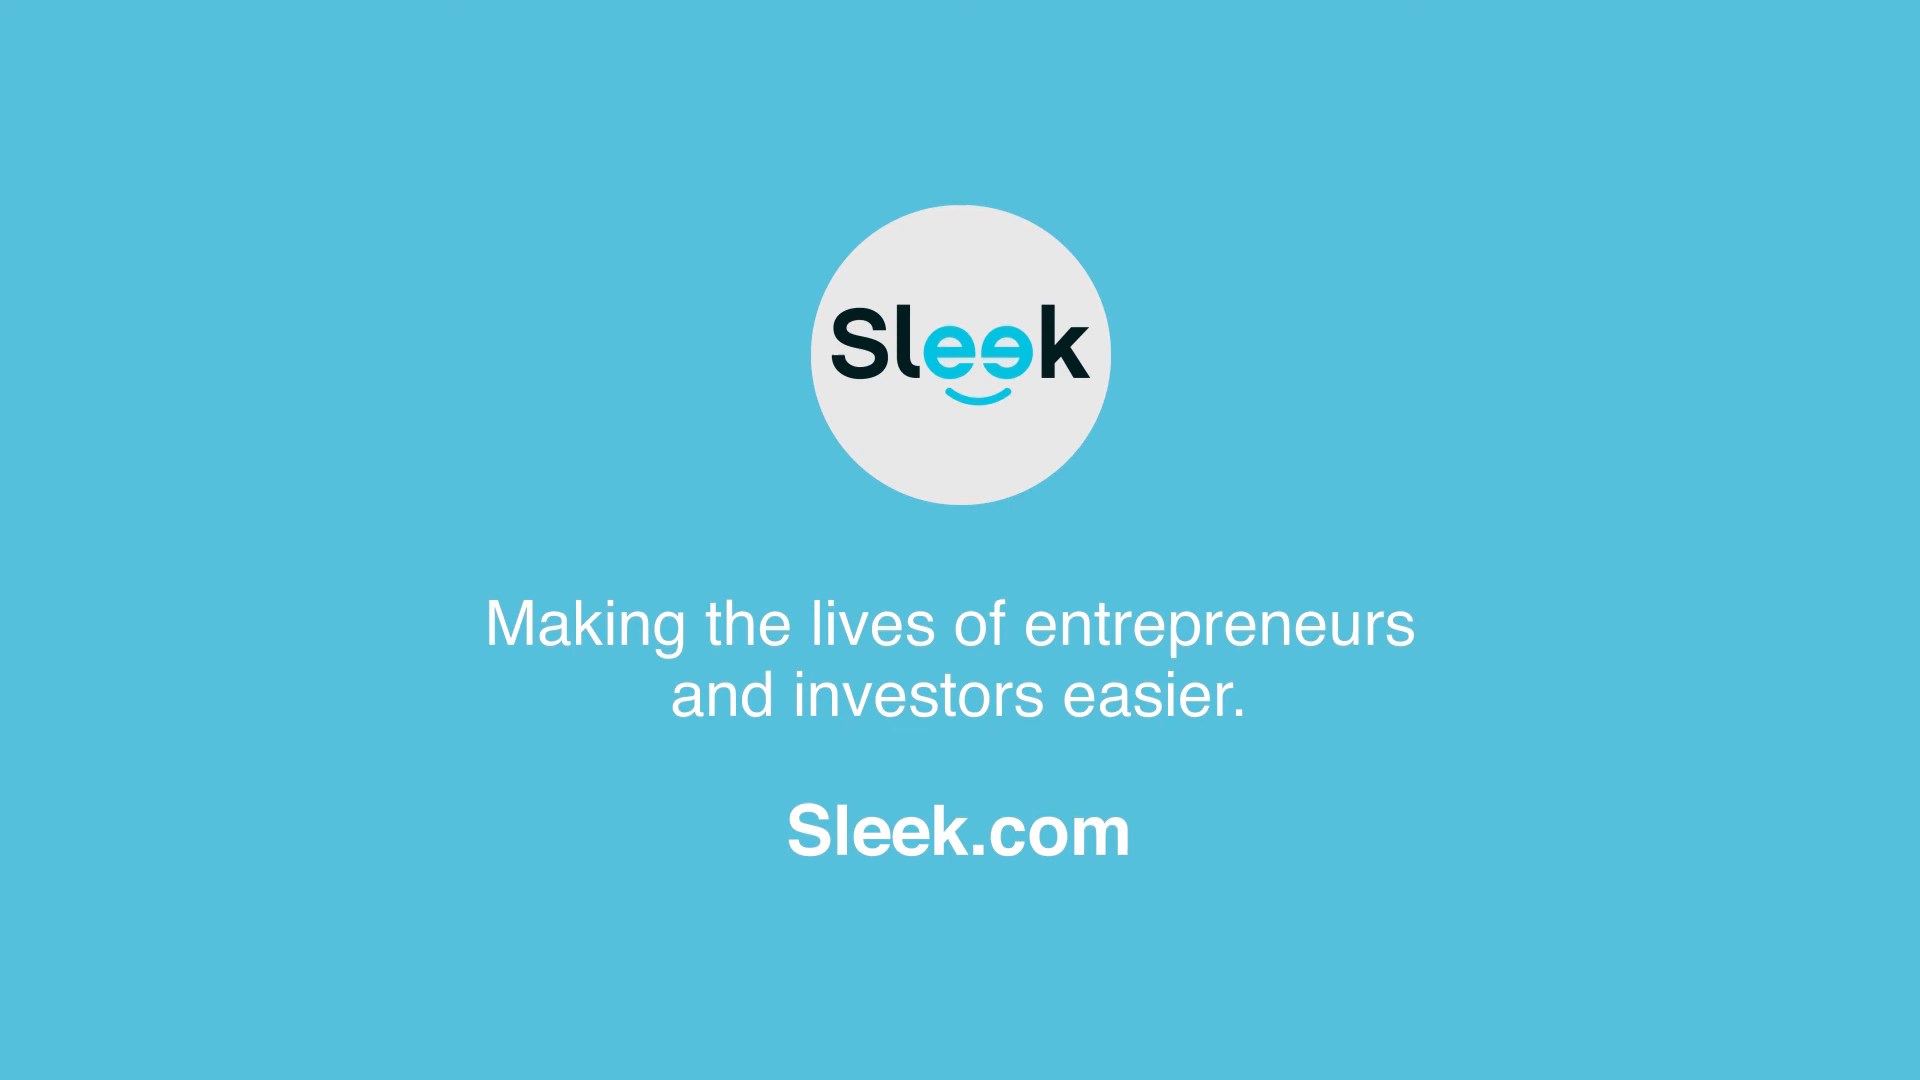 Sleek
Making the lives of entrepreneurs
and investors easier.
Sleek.com